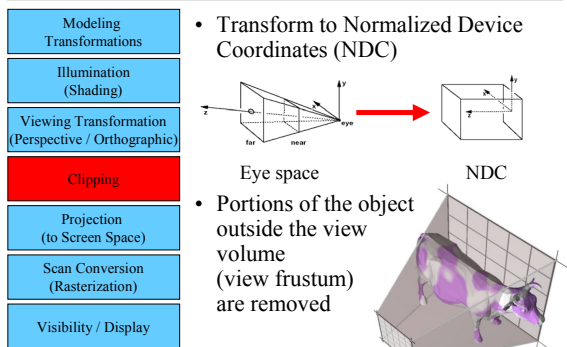 Modeling
Transformations
Illumination
(Shading)
Viewing Transformation
(Perspective / Orthographic)
Clipping
Projection
(to Screen Space)
Scan Conversion
(Rasterization)
Visibility / Display
• Transform to Normalized Device
Coordinates (NDC)
y
x
z
eye
far
near
y
x
z
Eye space
NDC
• Portions of the object
outside the view
volume
(view frustum)
are removed